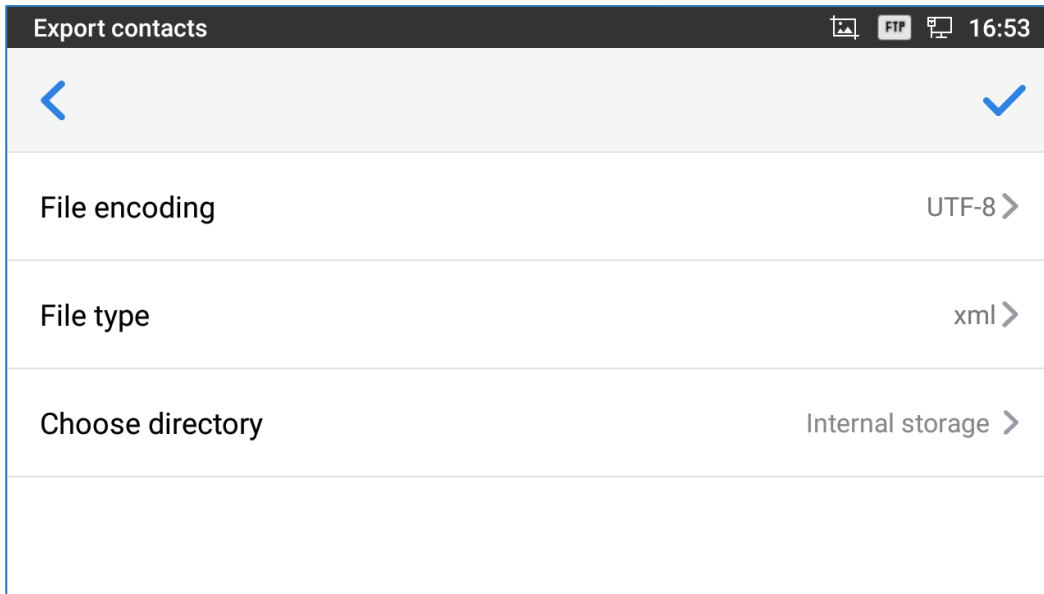 Export contacts FTP 16:53
File encoding UTF-8
File type xml
Choose directory Internal storage